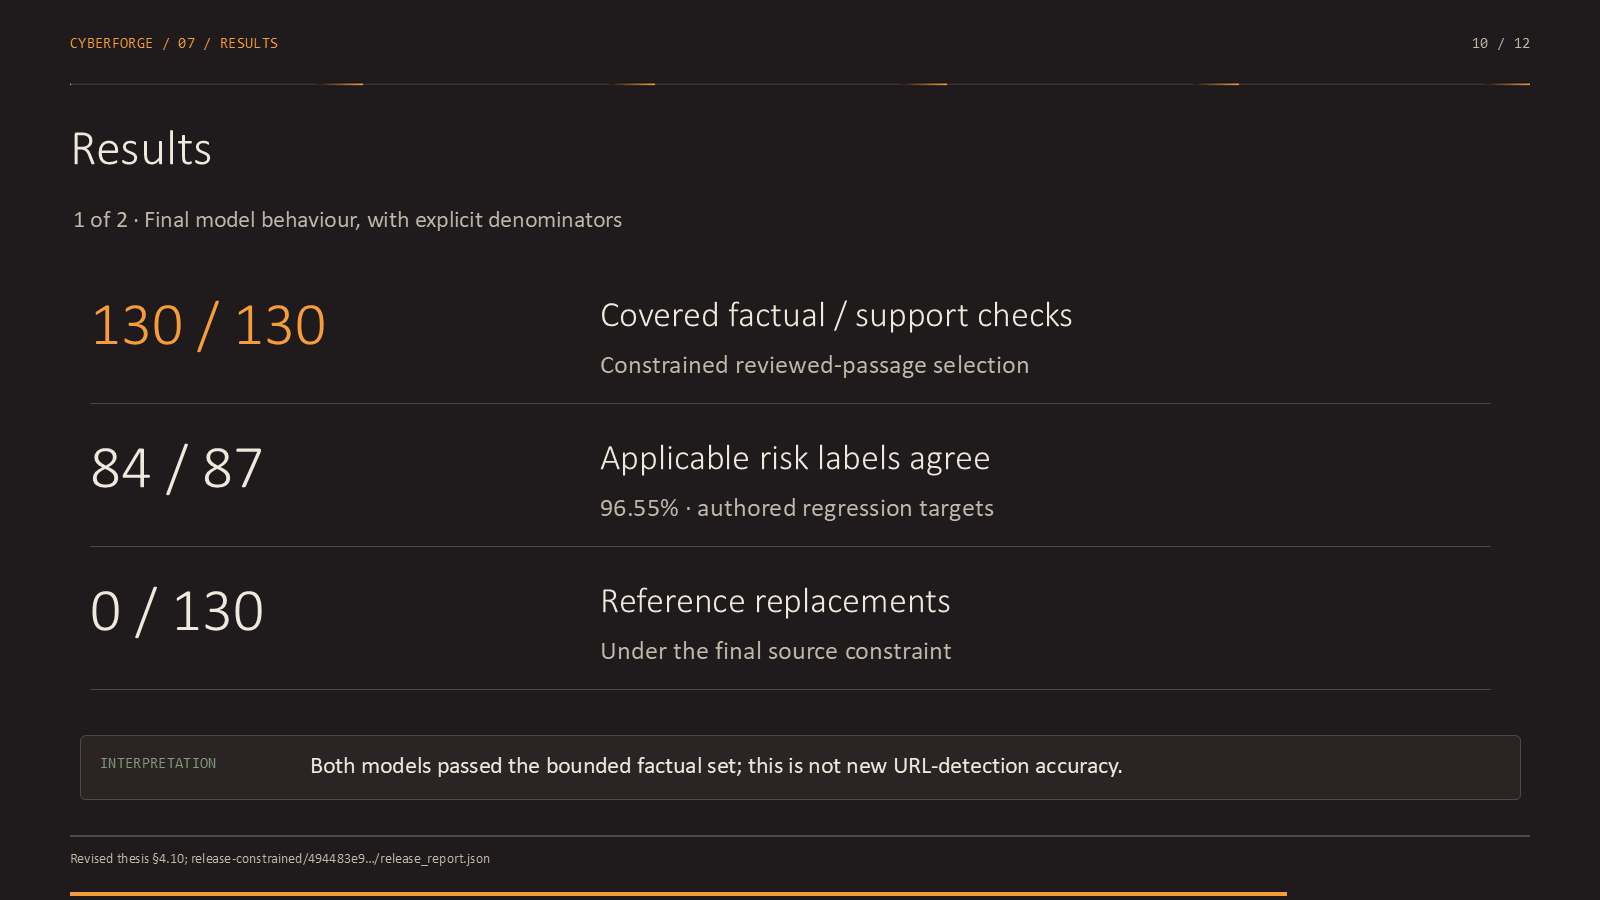 CYBERFORGE / 07 / RESULTS
10 / 12
Results
1 of 2 · Final model behaviour, with explicit denominators
130 / 130
Covered factual / support checks
Constrained reviewed-passage selection
84 / 87
Applicable risk labels agree
96.55% · authored regression targets
0 / 130
Reference replacements
Under the final source constraint
INTERPRETATION
Both models passed the bounded factual set; this is not new URL-detection accuracy.
Revised thesis §4.10; release-constrained/494483e9…/release_report.json